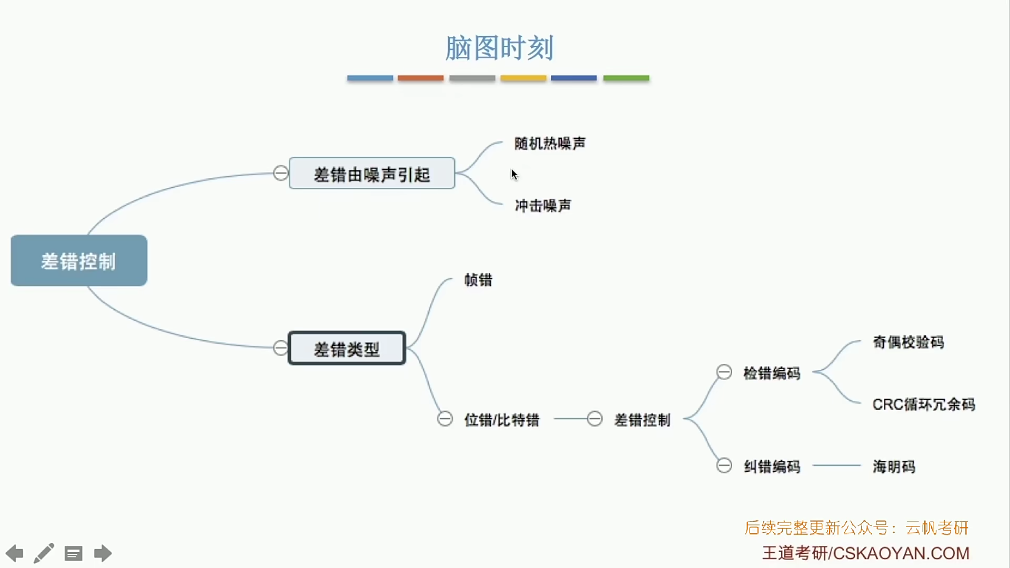 脑图时刻
随机热噪声
差错由噪声引起
冲击噪声
差错控制
帧错
差错类型
奇偶校验码
检错编码
CRC循环冗余码
位错/比特错
差错控制
纠错编码
海明码
后续完整更新公众号：云帆考研
王道考研/CSKAOYAN.COM